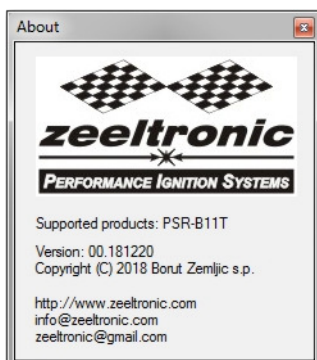 About
zeeltronic
PERFORMANCE IGNITION SYSTEMS
Supported products: PSR-B11T
Version: 00.181220
Copyright (C) 2018 Borut Zemljic s.p.
http://www.zeeltronic.com
info@zeeltronic.com
zeeltronic@gmail.com